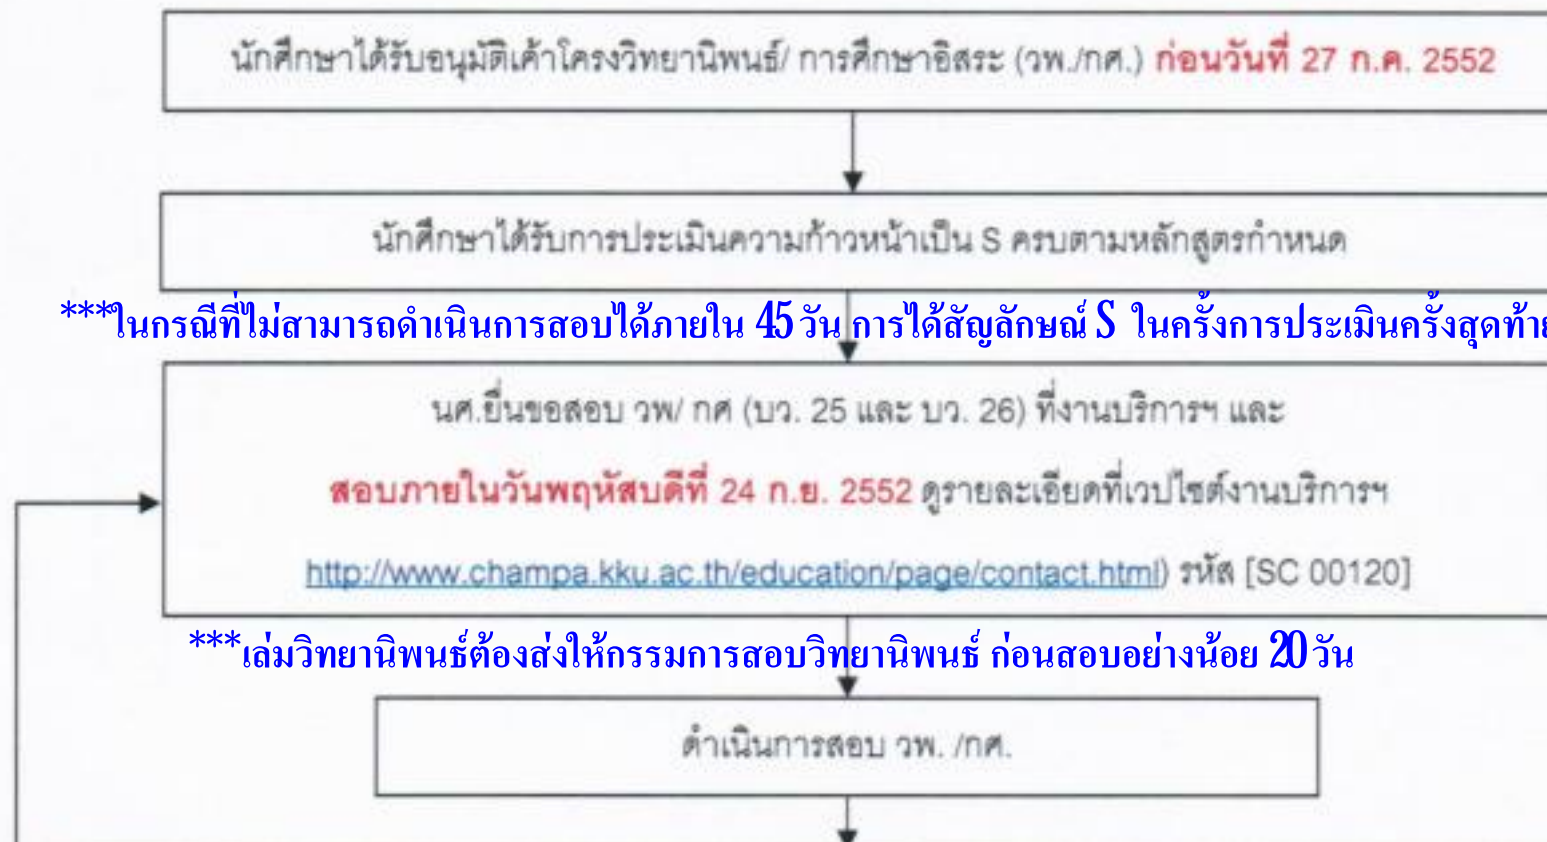 นักศึกษาได้รับอนุมัติเค้าโครงวิทยานิพนธ์/ การศึกษาอิสระ (วพ./กศ.) ก่อนวันที่ 27 ก.ค. 2552
นักศึกษาได้รับการประเมินความก้าวหน้าเป็น S ครบตามหลักสูตรกำหนด
***ในกรณีที่ไม่สามารถดำเนินการสอบได้ภายใน 45 วัน การได้สัญลักษณ์ S ในครั้งการประเมินครั้งสุดท้าย
นศ.ยื่นขอสอบ วพ/ กศ (บว. 25 และ บว. 26) ที่งานบริการฯ และ
สอบภายในวันพฤหัสบดีที่ 24 ก.ย. 2552 ดูรายละเอียดที่เวปไซต์งานบริการฯ
http://www.champa.kku.ac.th/education/page/contact.html) รหัส [SC 00120]
***เล่มวิทยานิพนธ์ต้องส่งให้กรรมการสอบวิทยานิพนธ์ ก่อนสอบอย่างน้อย 20 วัน
ดำเนินการสอบ วพ. /กศ.